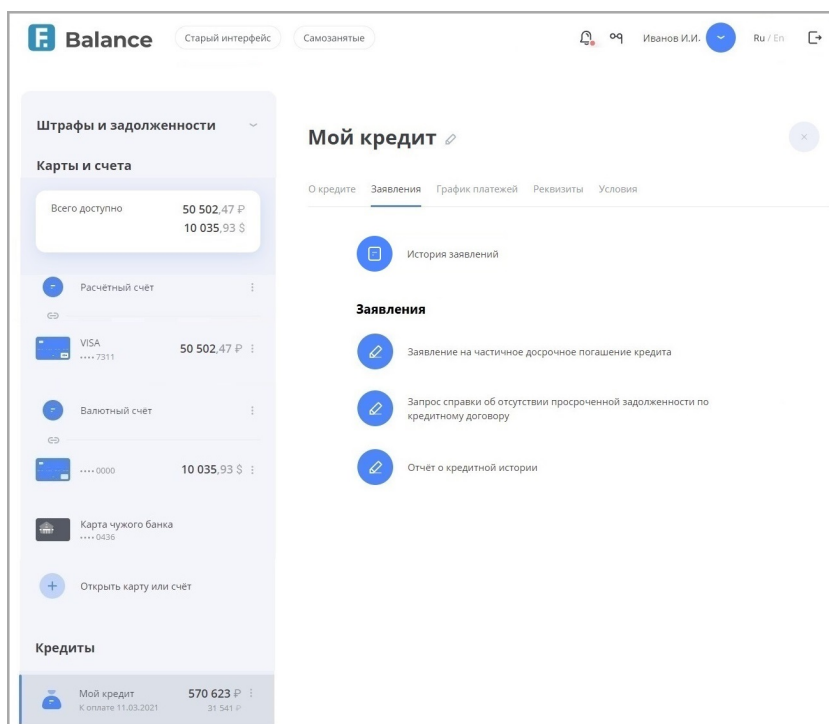 F. Balance
Старый интерфейс
Самозанятые
Иванов И.И.
Ru / En
Штрафы и задолженности
Карты и счета
Всего доступно
50 502,47 ₽
10 035,93 $
Расчётный счёт
VISA
•••• 7311
50 502,47 ₽
Валютный счёт
•••• 0000
10 035,93 $
Карта чужого банка
•••• 0436
Открыть карту или счёт
Кредиты
Мой кредит
570 623 ₽
К оплате 11.03.2021
31 541 ₽
Мой кредит
О кредите
Заявления
График платежей
Реквизиты
Условия
История заявлений
Заявления
Заявление на частичное досрочное погашение кредита
Запрос справки об отсутствии просроченной задолженности по
кредитному договору
Отчёт о кредитной истории